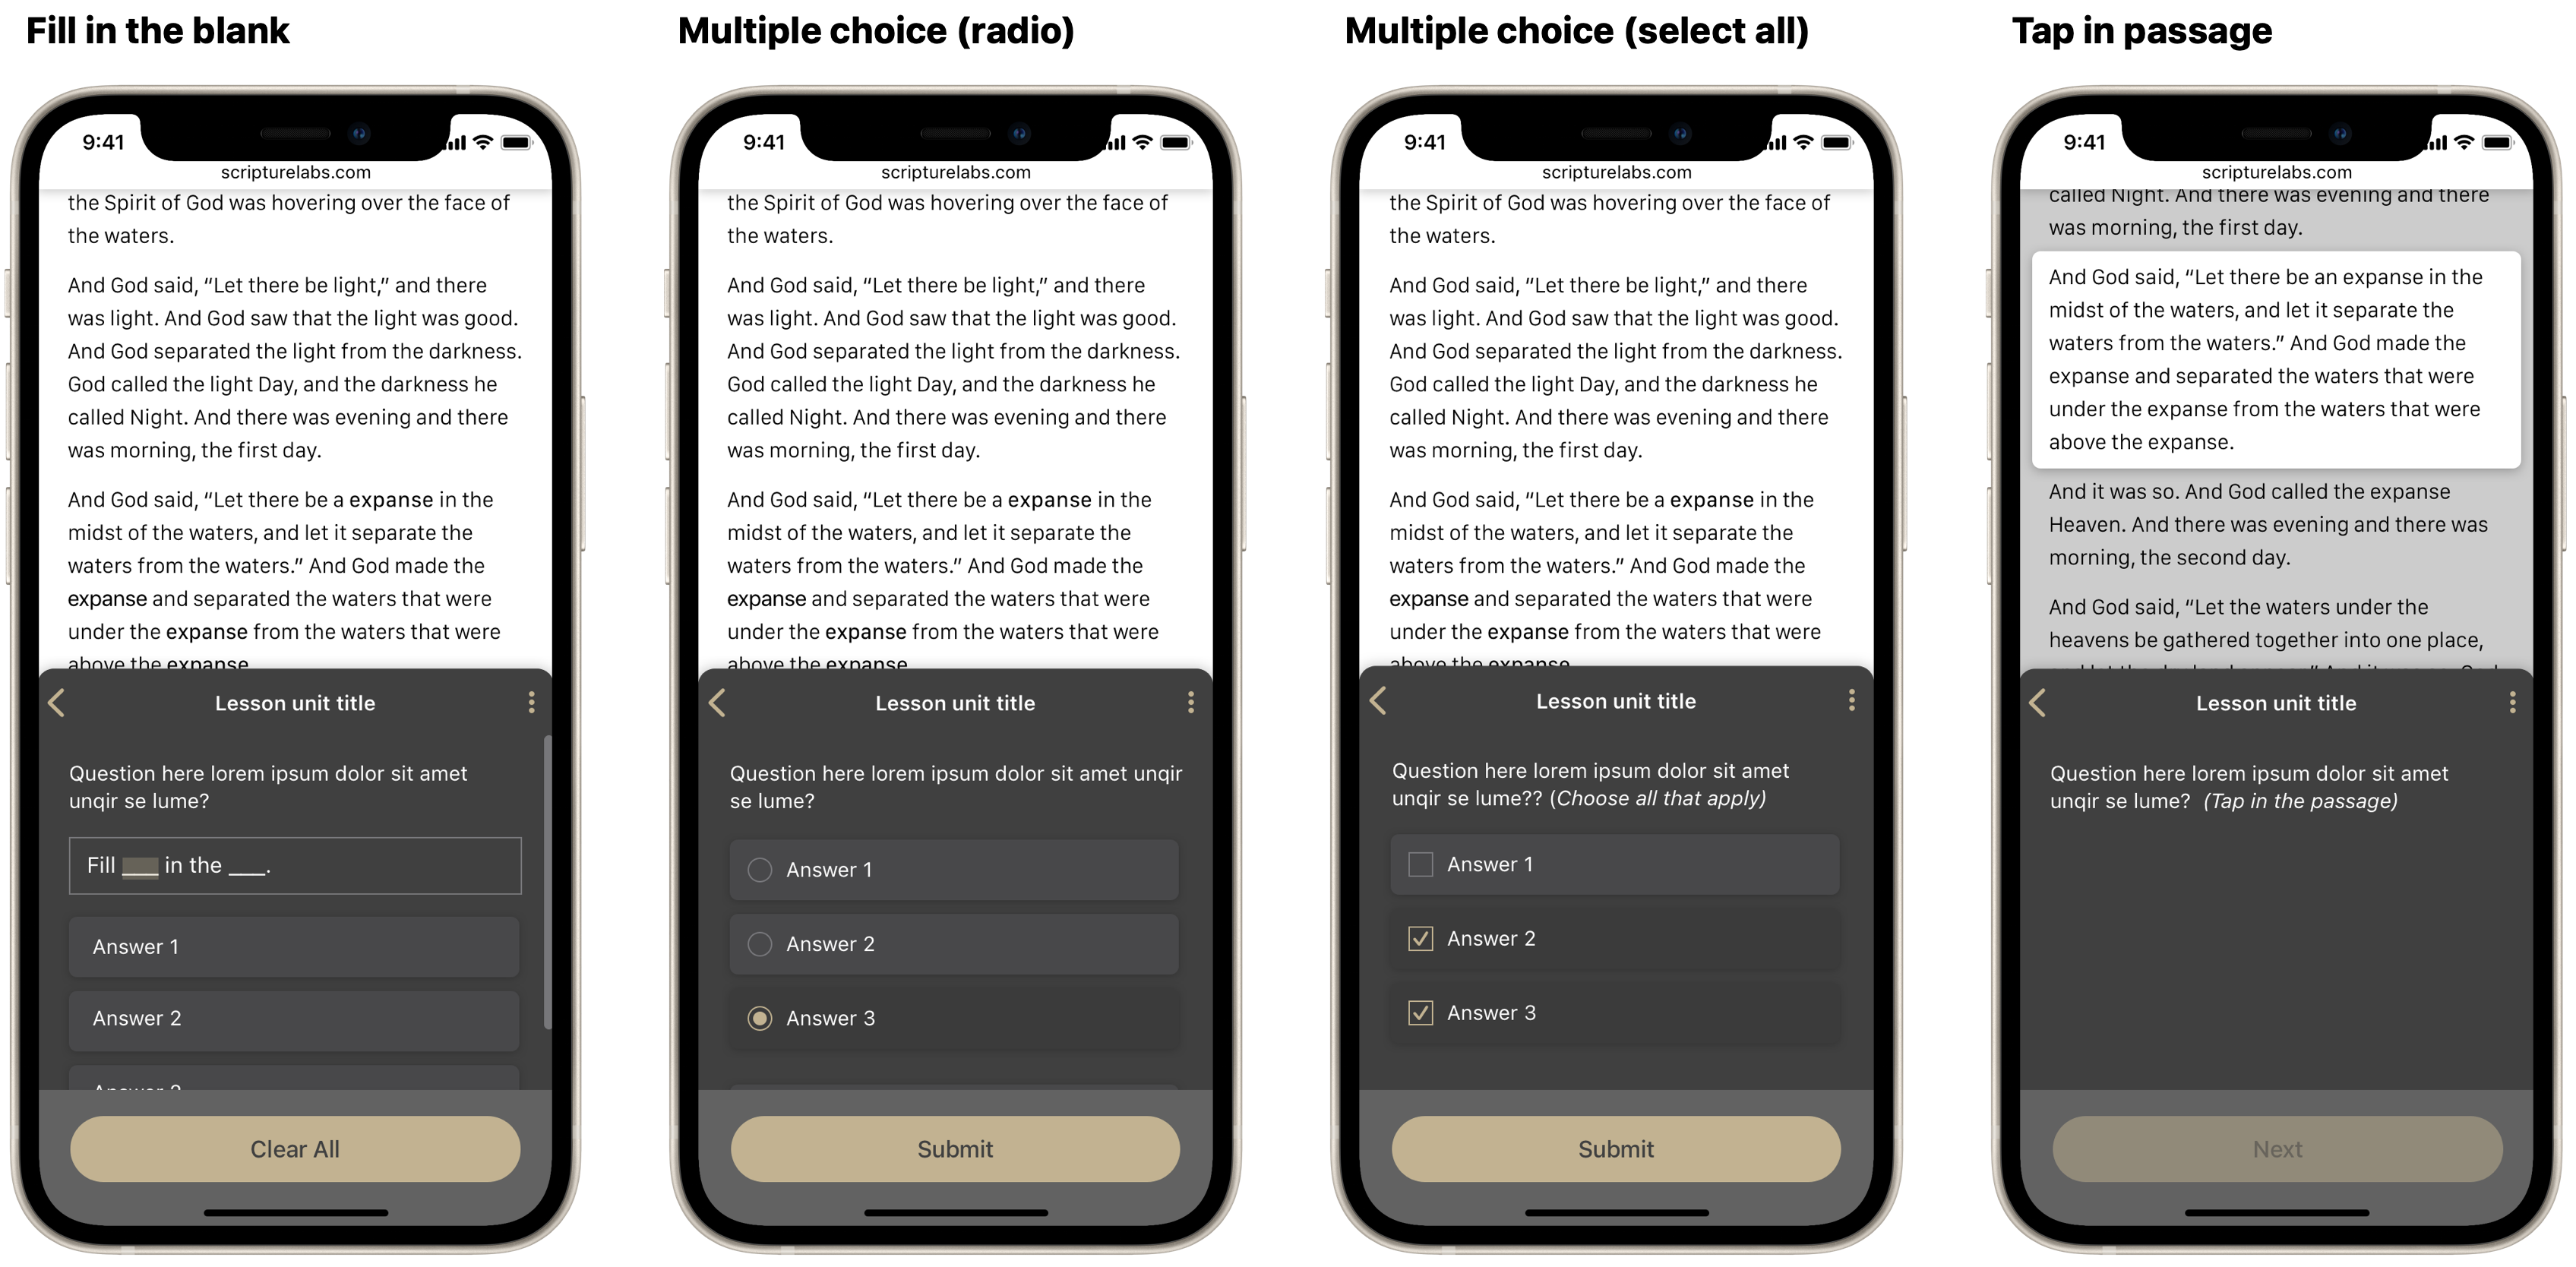 Fill in the blank
9:41
scripturelabs.com
the Spirit of God was hovering over the face of
the waters.
And God said, “Let there be light,” and there
was light. And God saw that the light was good.
And God separated the light from the darkness.
God called the light Day, and the darkness he
called Night. And there was evening and there
was morning, the first day.
And God said, “Let there be a expanse in the
midst of the waters, and let it separate the
waters from the waters.” And God made the
expanse and separated the waters that were
under the expanse from the waters that were
above the expanse
Lesson unit title
Question here lorem ipsum dolor sit amet
unqir se lume?
Fill ___ in the ___.
Answer 1
Answer 2
Answer
Clear All
Multiple choice (radio)
9:41
scripturelabs.com
the Spirit of God was hovering over the face of
the waters.
And God said, “Let there be light,” and there
was light. And God saw that the light was good.
And God separated the light from the darkness.
God called the light Day, and the darkness he
called Night. And there was evening and there
was morning, the first day.
And God said, “Let there be a expanse in the
midst of the waters, and let it separate the
waters from the waters.” And God made the
expanse and separated the waters that were
under the expanse from the waters that were
above the expanse
Lesson unit title
Question here lorem ipsum dolor sit amet unqir
se lume?
Answer 1
Answer 2
Answer 3
Submit
Multiple choice (select all)
9:41
scripturelabs.com
the Spirit of God was hovering over the face of
the waters.
And God said, “Let there be light,” and there
was light. And God saw that the light was good.
And God separated the light from the darkness.
God called the light Day, and the darkness he
called Night. And there was evening and there
was morning, the first day.
And God said, “Let there be a expanse in the
midst of the waters, and let it separate the
waters from the waters.” And God made the
expanse and separated the waters that were
under the expanse from the waters that were
above the expanse
Lesson unit title
Question here lorem ipsum dolor sit amet
unqir se lume?? (Choose all that apply)
Answer 1
Answer 2
Answer 3
Submit
Tap in passage
9:41
scripturelabs.com
called Night. And there was evening and there
was morning, the first day.
And God said, “Let there be an expanse in the
midst of the waters, and let it separate the
waters from the waters.” And God made the
expanse and separated the waters that were
under the expanse from the waters that were
above the expanse.
And it was so. And God called the expanse
Heaven. And there was evening and there was
morning, the second day.
And God said, “Let the waters under the
heavens be gathered together into one place,
Lesson unit title
Question here lorem ipsum dolor sit amet
unqir se lume? (Tap in the passage)
Next